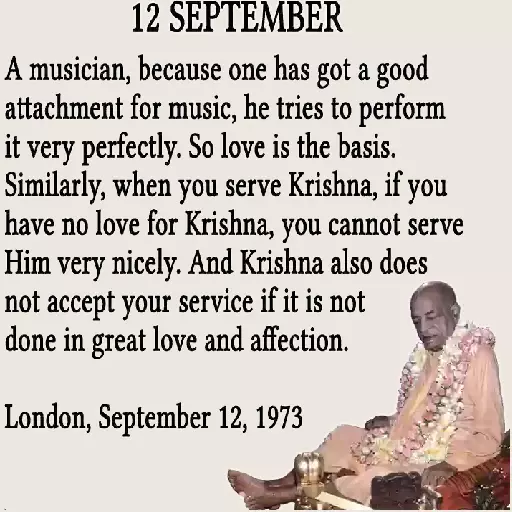 12 SEPTEMBER
A musician, because one has got a good
attachment for music, he tries to perform
it very perfectly. So love is the basis.
Similarly, when you serve Krishna, if you
have no love for Krishna, you cannot serve
Him very nicely. And Krishna also does
not accept your service if it is not
done in great love and affection.
London, September 12, 1973